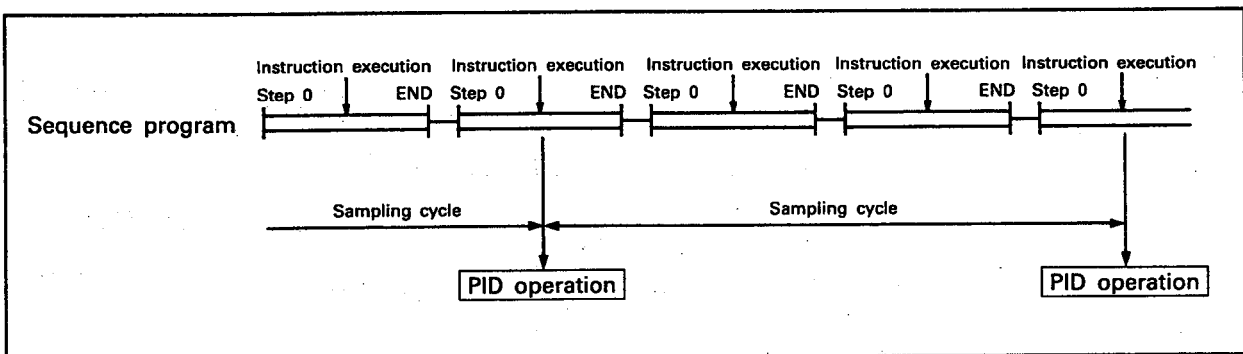 Instruction execution Instruction execution Instruction execution Instruction execution Instruction execution
Step 0 END Step 0 END Step 0 END Step 0 END Step 0
Sequence program
Sampling cycle Sampling cycle
PID operation PID operation